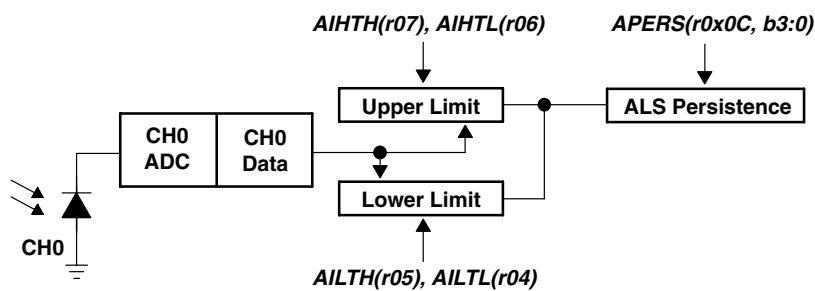 AIHTH(r07), AIHTL(r06)
APERS(r0x0C, b3:0)
Upper Limit
ALS Persistence
CH0
ADC
CH0
Data
Lower Limit
CH0
AILTH(r05), AILTL(r04)